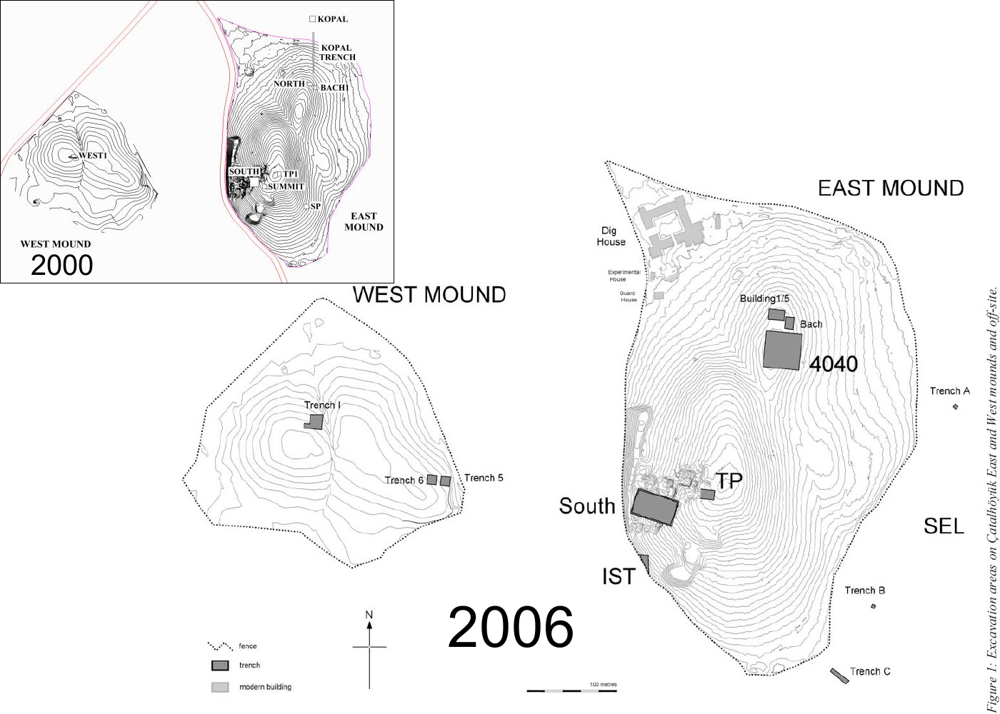 KOPAL
KOPAL
TRENCH
NORTH
BACH1
WEST1
SOUTH
TP1
SUMMIT
SP
EAST
MOUND
WEST MOUND
2000
WEST MOUND
EAST MOUND
Dig
House
Experimental
House
Guard
House
Building1/5
Bach
4040
Trench A
Trench I
Trench 6
Trench 5
TP
South
SEL
IST
Trench B
2006
N
fence
trench
modern building
100 metres
Trench C
Figure 1: Excavation areas on Çatalhöyük East and West mounds and off-site.